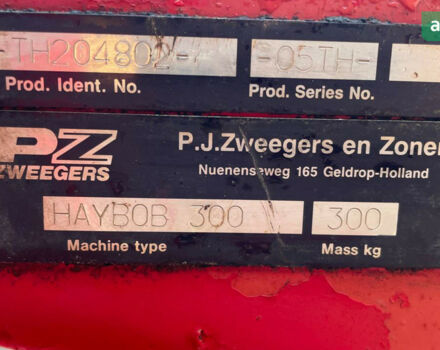 -TH204802- -05TH-
Prod. Ident. No. Prod. Series No.
PZ
ZWEEGERS
P.J.Zweegers en Zonen
Nuenenseweg 165 Geldrop-Holland
HAYBOB 300 300
Machine type Mass kg